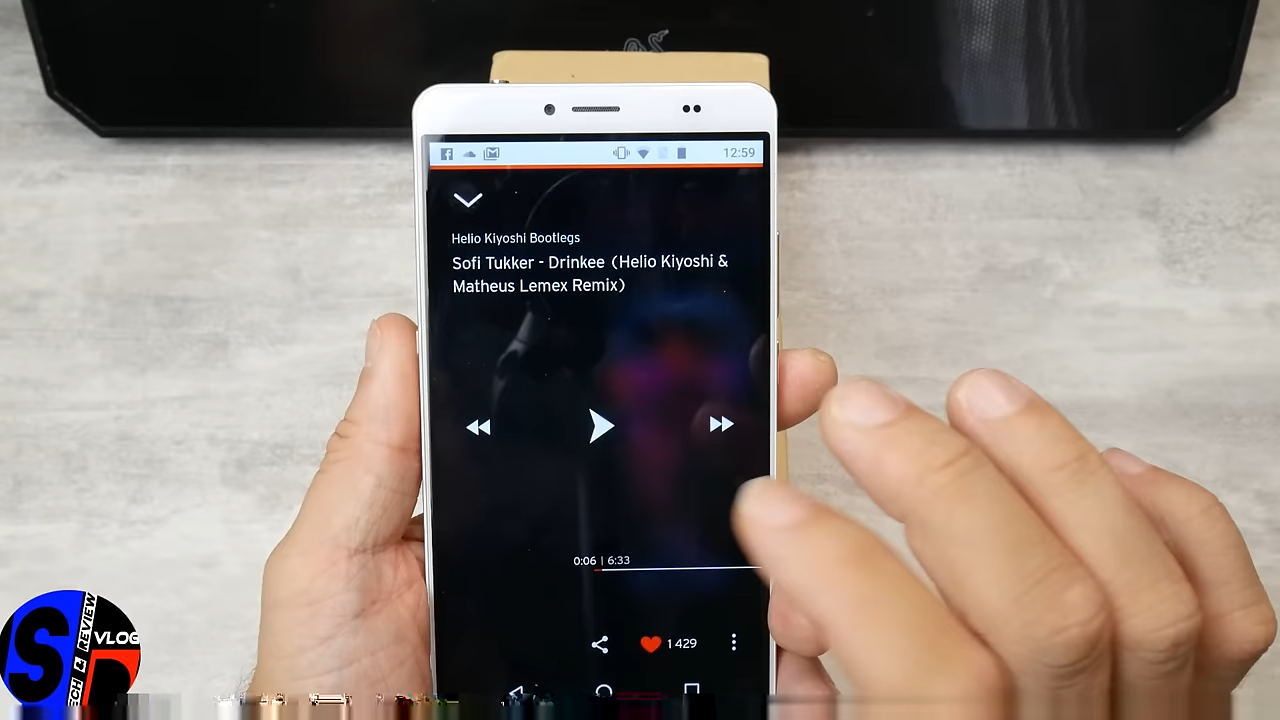 12:59
Helio Kiyoshi Bootlegs
Sofi Tukker - Drinkee (Helio Kiyoshi &
Matheus Lemex Remix)
0:06 | 6:33
1 429
S
TECH & REVIEW
VLOG